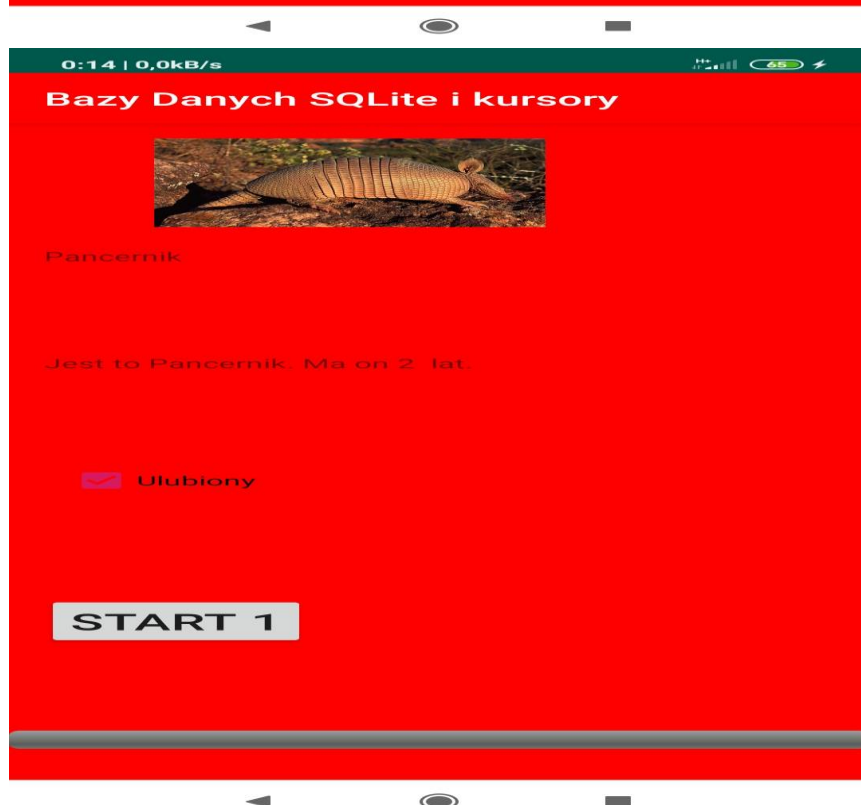 0:14 | 0,0kB/s
H+
65
Bazy Danych SQLite i kursory
Pancernik
Jest to Pancernik. Ma on 2 lat.
Ulubiony
START 1